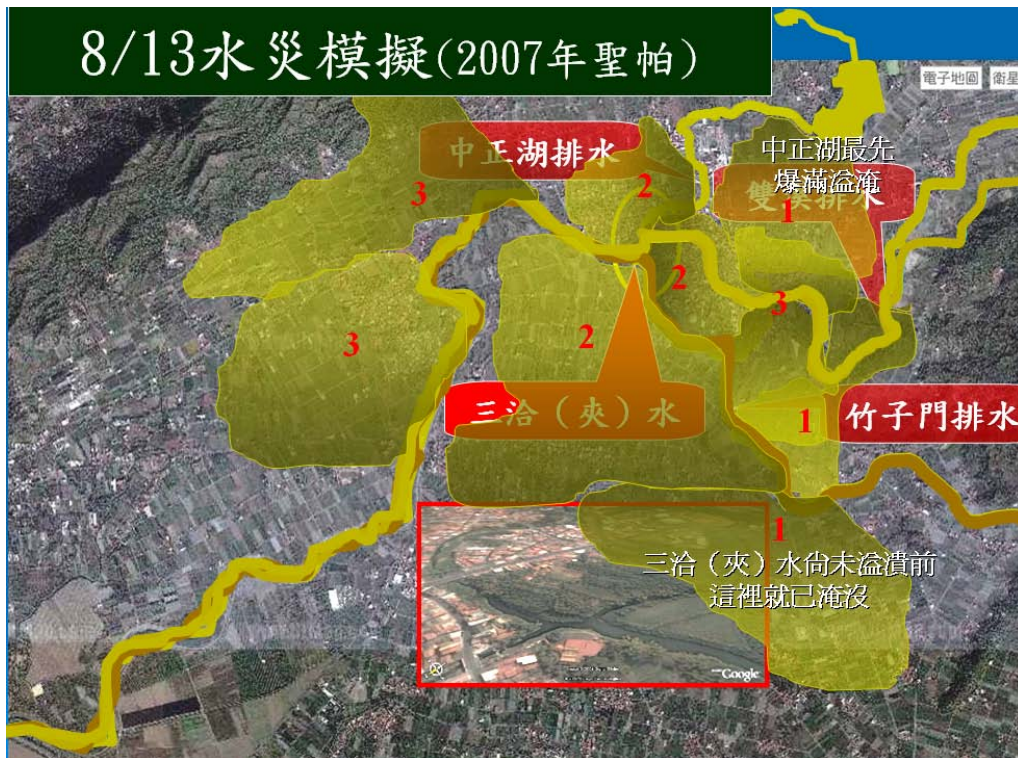 8/13水災模擬(2007年聖帕)
電子地圖
衛星
中正湖排水
中正湖最先
爆滿溢淹
雙溪排水
3
2
1
2
3
3
2
三洽（夾）水
1
竹子門排水
1
三洽（夾）水尚未溢潰前
這裡就已淹沒
Google